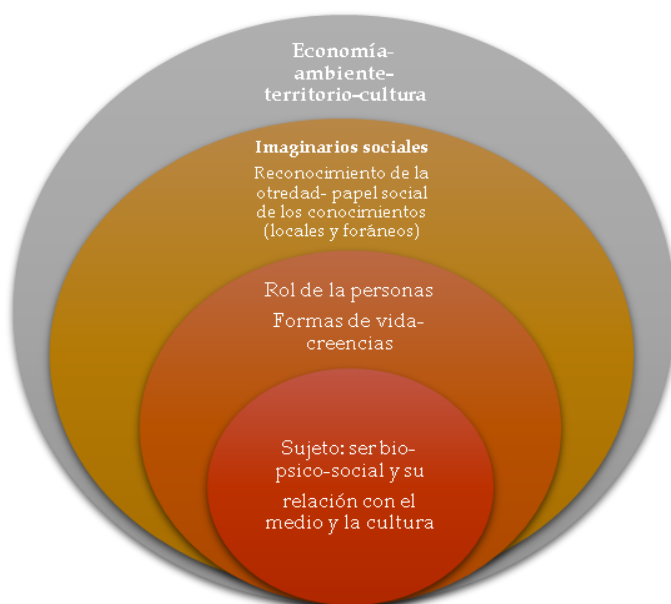 Economía-
ambiente-
territorio-cultura
Imaginarios sociales
Reconocimiento de la
otredad- papel social
de los conocimientos
(locales y foráneos)
Rol de la personas
Formas de vida-
creencias
Sujeto: ser bio-
psico-social y su
relación con el
medio y la cultura